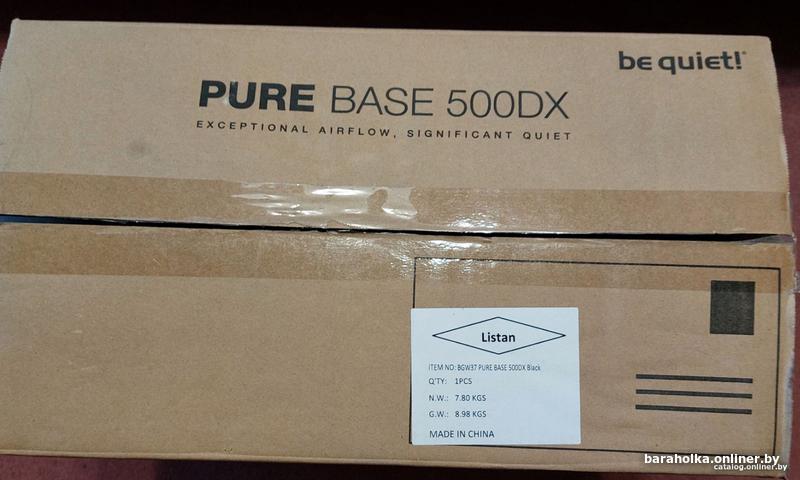 be quiet!
PURE BASE 500DX
EXCEPTIONAL AIRFLOW, SIGNIFICANT QUIET
Listan
ITEM NO: BGW37 PURE BASE 500DX Black
Q'TY: 1PCS
N.W.: 7.80 KGS
G.W.: 8.98 KGS
MADE IN CHINA
baraholka.onliner.by
catalog.onliner.by